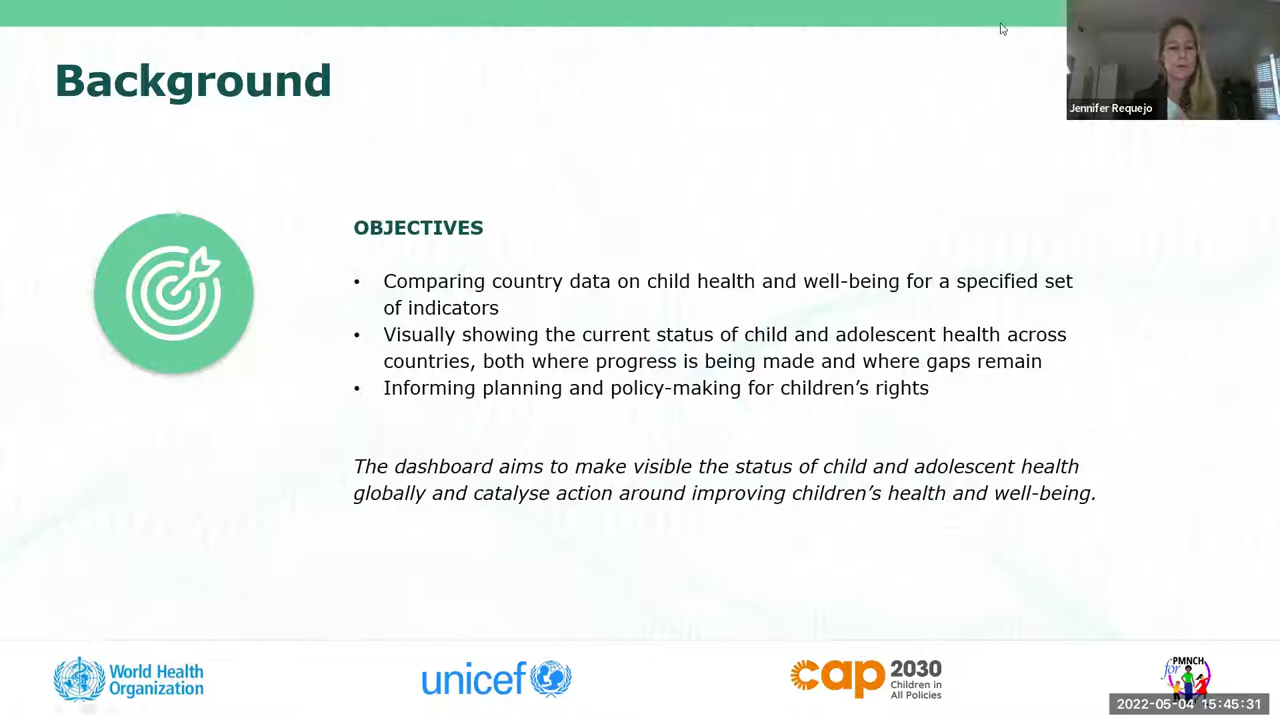 Background
Jennifer Requejo
OBJECTIVES
• Comparing country data on child health and well-being for a specified set
of indicators
• Visually showing the current status of child and adolescent health across
countries, both where progress is being made and where gaps remain
• Informing planning and policy-making for children’s rights
The dashboard aims to make visible the status of child and adolescent health
globally and catalyse action around improving children’s health and well-being.
World Health
Organization
unicef
cap 2030
Children in
All Policies
PMNCH
for
2022-05-04 15:45:31